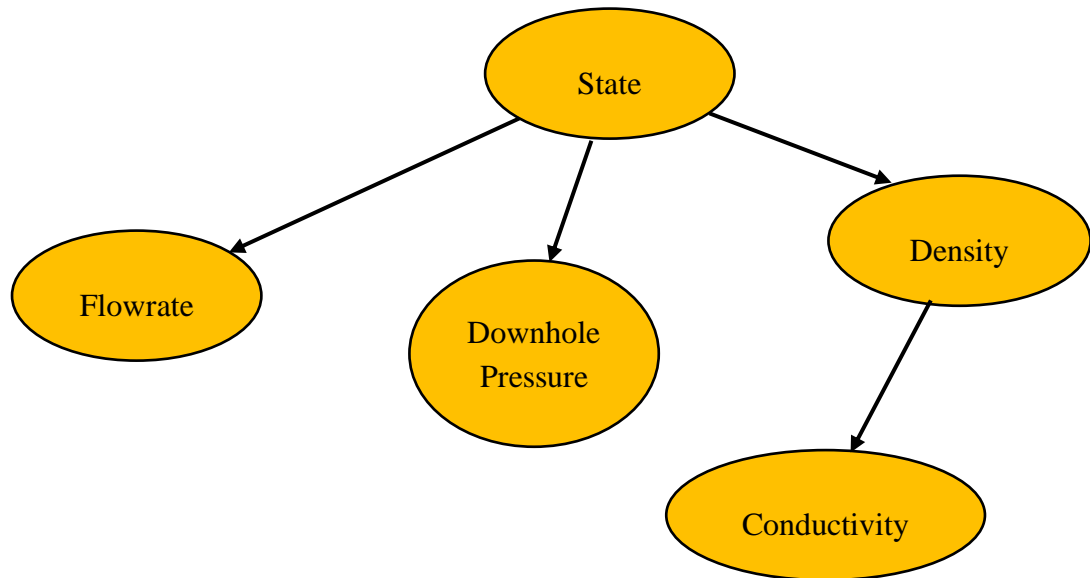 State
Flowrate
Downhole
Pressure
Density
Conductivity